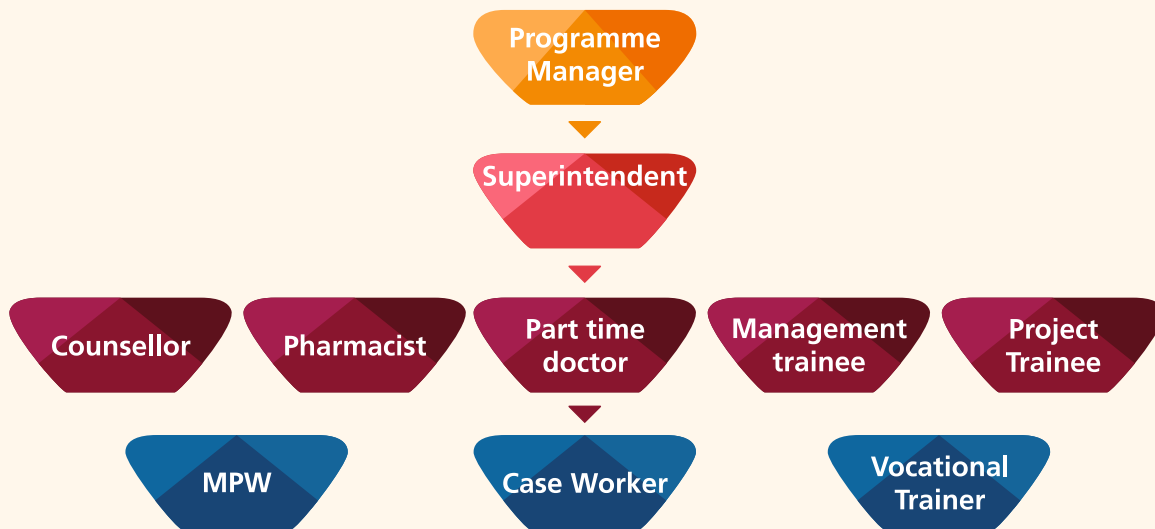 Programme
Manager
Superintendent
Counsellor
Pharmacist
Part time
doctor
Management
trainee
Project
Trainee
MPW
Case Worker
Vocational
Trainer